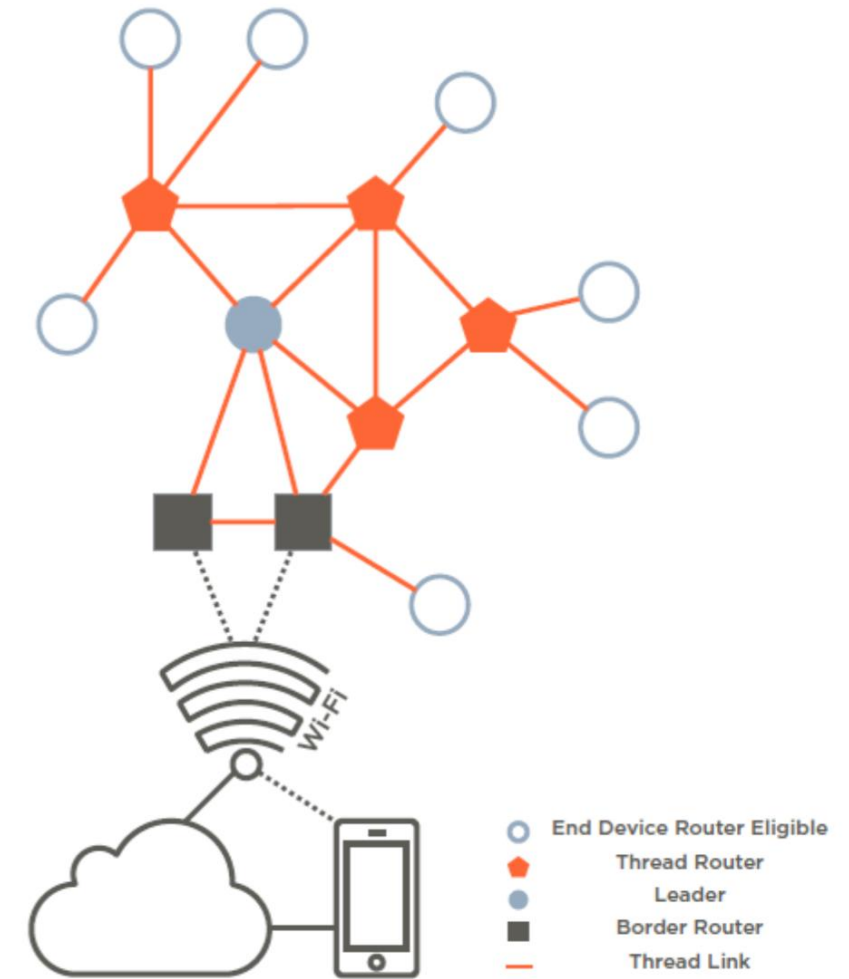 Wi-Fi
End Device Router Eligible
Thread Router
Leader
Border Router
Thread Link